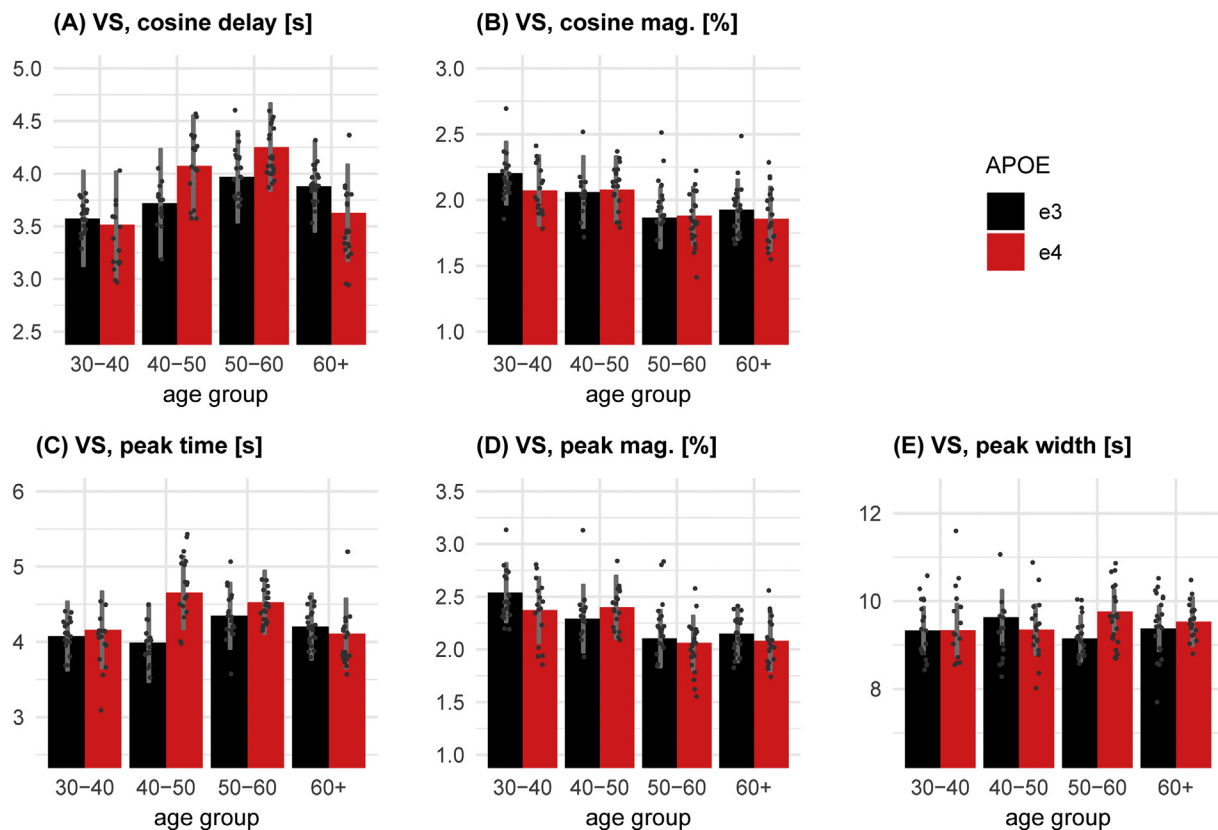 (A) VS, cosine delay [s]
5.0
4.5
4.0
3.5
3.0
2.5
30−40 40−50 50−60 60+
age group
(B) VS, cosine mag. [%]
3.0
2.5
2.0
1.5
1.0
30−40 40−50 50−60 60+
age group
APOE
e3
e4
(C) VS, peak time [s]
6
5
4
3
30−40 40−50 50−60 60+
age group
(D) VS, peak mag. [%]
3.5
3.0
2.5
2.0
1.5
1.0
30−40 40−50 50−60 60+
age group
(E) VS, peak width [s]
12
10
8
30−40 40−50 50−60 60+
age group